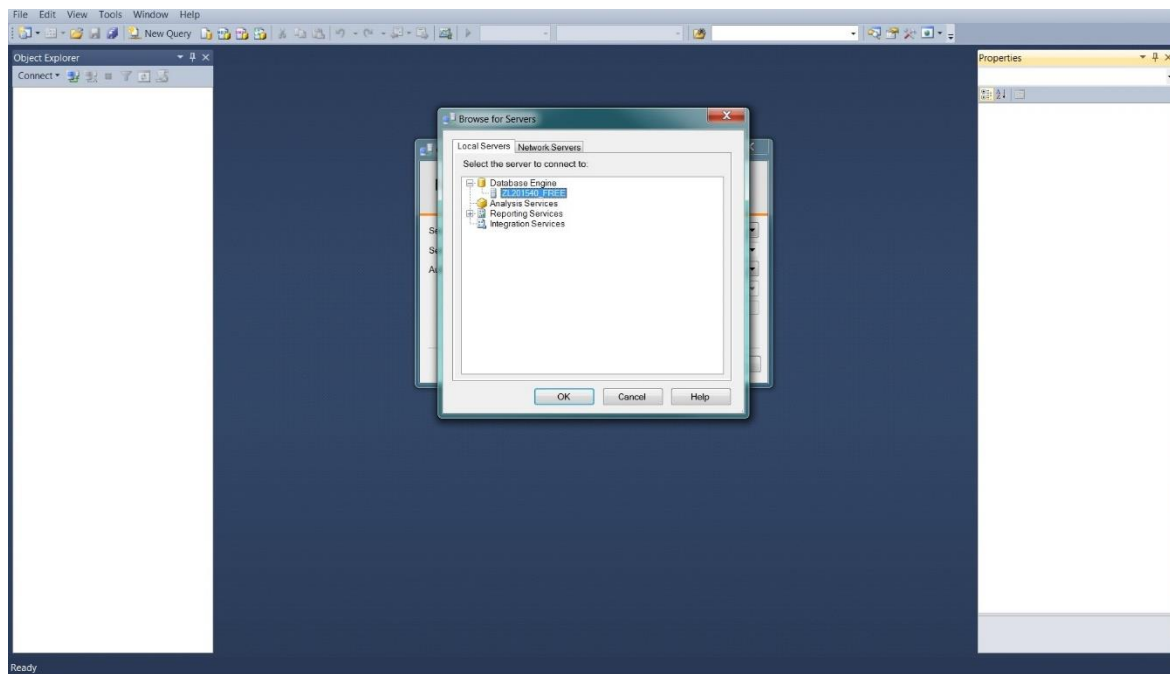 File Edit View Tools Window Help
New Query
Object Explorer
Connect
Properties
Browse for Servers
Local Servers Network Servers
Select the server to connect to:
Database Engine
ZL201540_FREE
Analysis Services
Reporting Services
Integration Services
OK Cancel Help
Ready